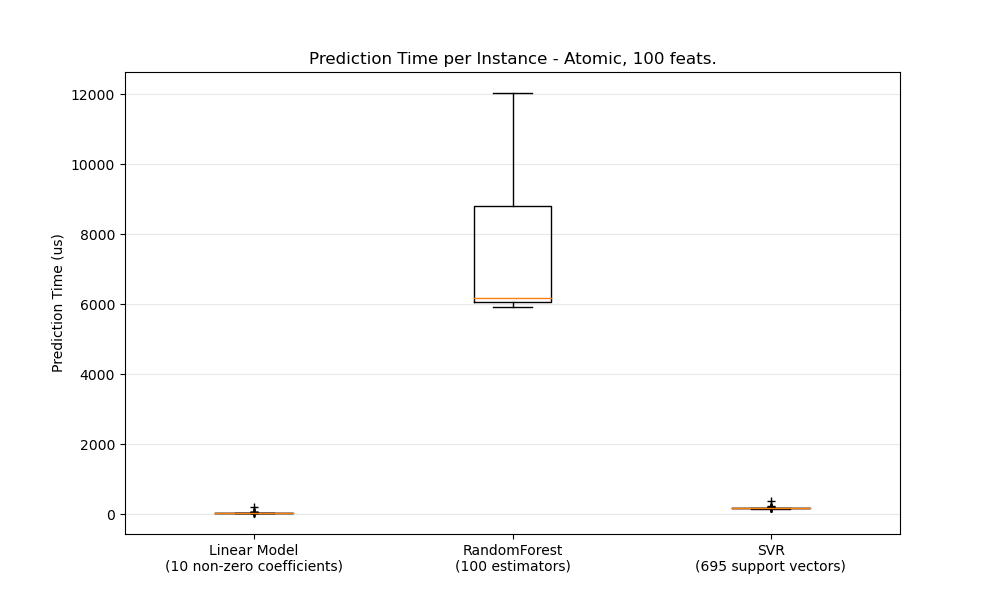 Prediction Time per Instance - Atomic, 100 feats.
12000
10000
8000
6000
4000
2000
0
Prediction Time (us)
Linear Model
(10 non-zero coefficients)
RandomForest
(100 estimators)
SVR
(695 support vectors)